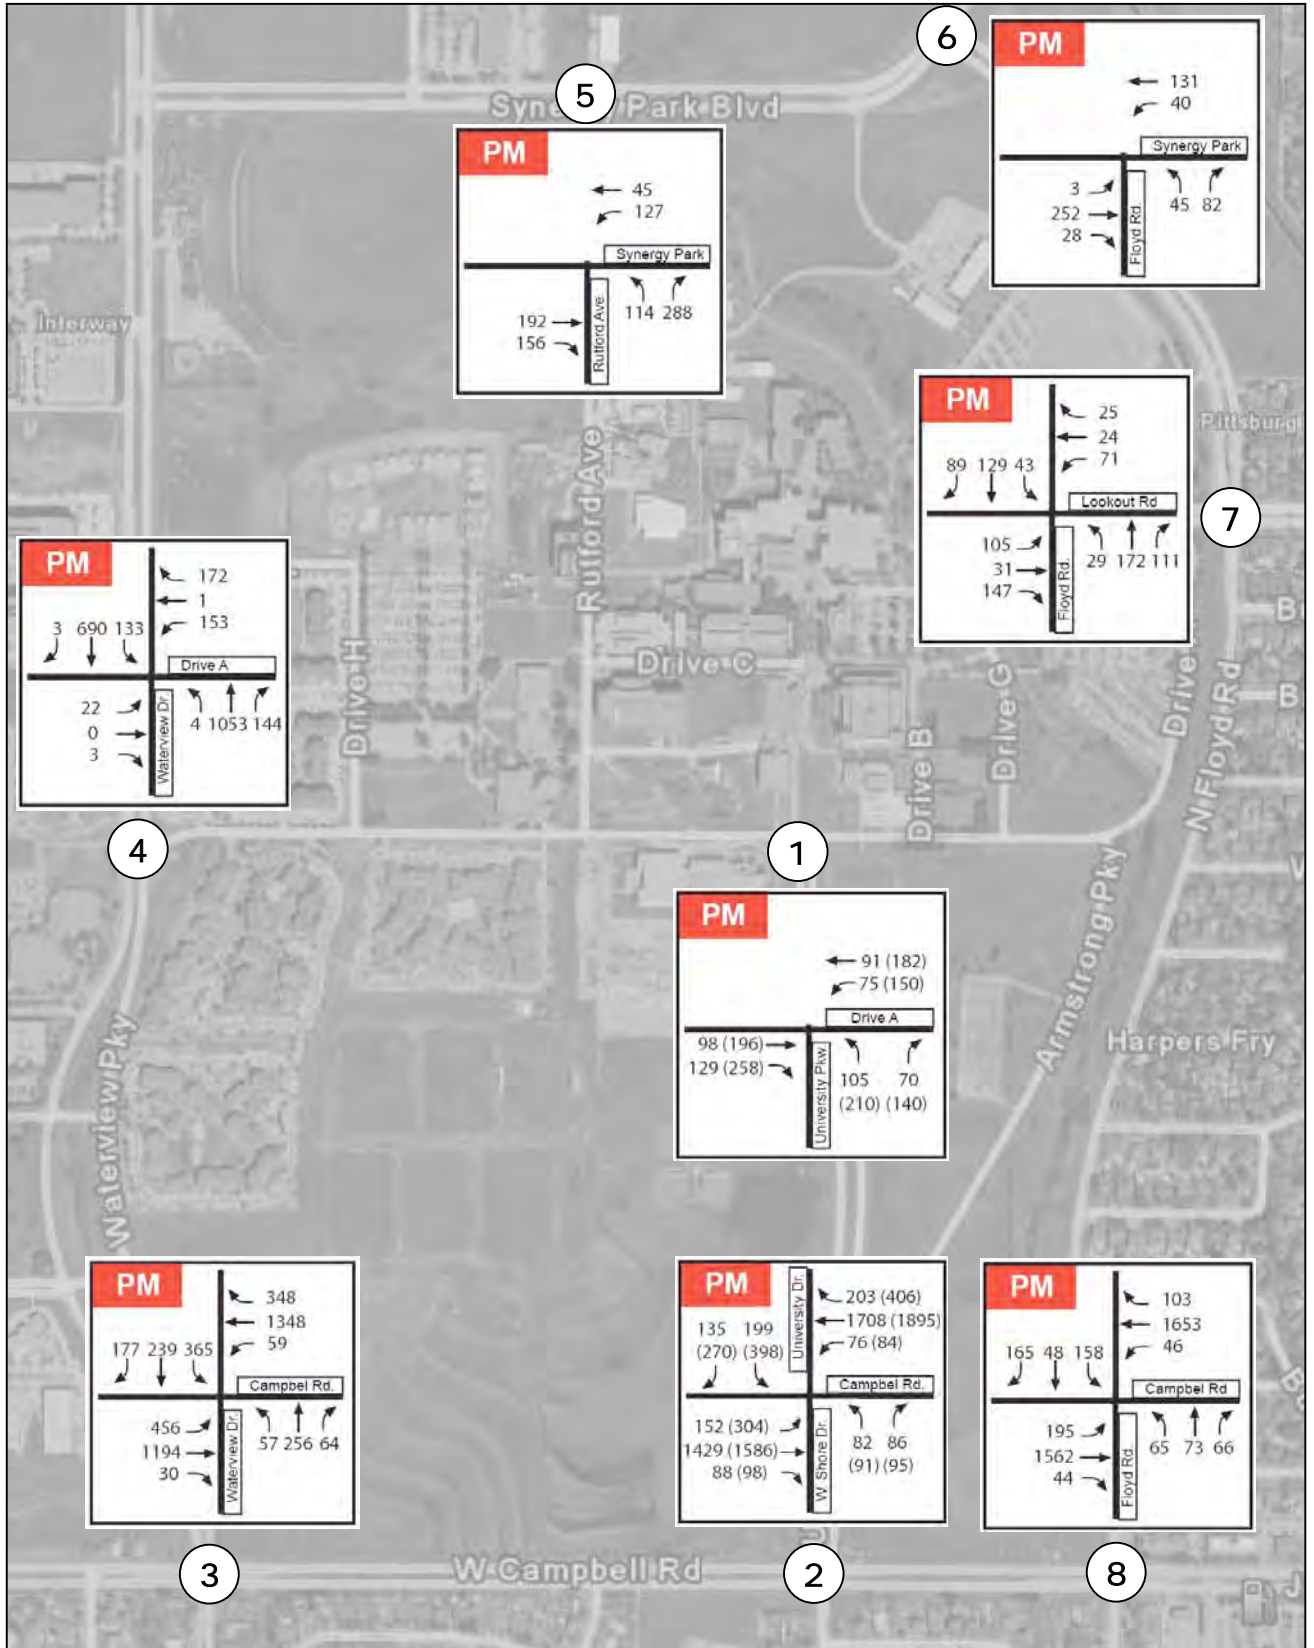 6
PM
131
40
Synergy Park
3
252
28
Floyd Rd.
45 82
5
Synergy Park Blvd
PM
45
127
Synergy Park
192
156
Rutford Ave.
114 288
Interway
Pittsburg
PM
25
24
71
89 129 43
Lookout Rd
105
31
147
Floyd Rd.
29 172 111
7
Rutford Ave
PM
172
1
153
3 690 133
Drive A
22
0
3
Waterview Dr.
4 1053 144
Drive H
Drive C
Drive G
Drive B
Drive
N Floyd Rd
B
B
4
1
PM
91 (182)
75 (150)
Drive A
98 (196)
129 (258)
University Pkw.
105 70
(210) (140)
Armstrong Pky
Harpers Fry
Waterview Pky
PM
348
1348
59
177 239 365
Campbel Rd.
456
1194
30
Waterview Dr.
57 256 64
PM
University Dr.
203 (406)
1708 (1895)
76 (84)
135 199
(270) (398)
Campbel Rd.
152 (304)
1429 (1586)
88 (98)
W. Shore Dr.
82 86
(91) (95)
PM
103
1653
46
165 48 158
Campbel Rd
195
1562
44
Floyd Rd.
65 73 66
3
W Campbell Rd
2
8
J